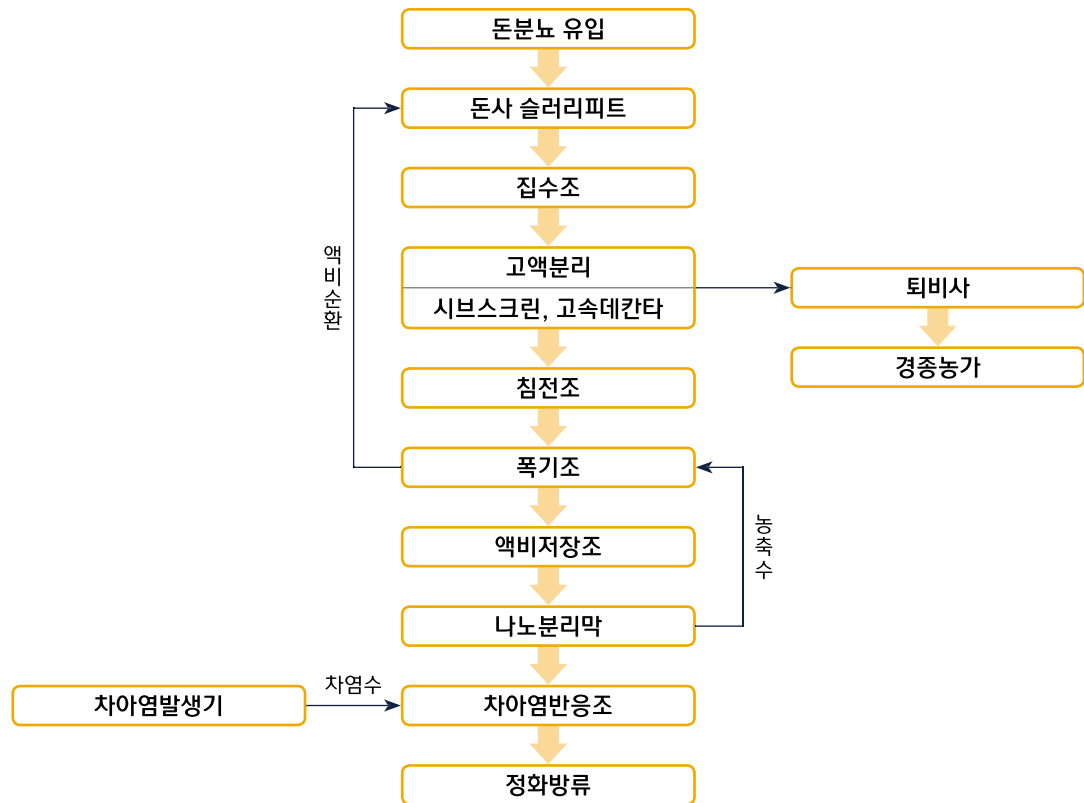 돈분뇨 유입
돈사 슬러리피트
집수조
액비순환
고액분리
시브스크린, 고속데칸타
퇴비사
경종농가
침전조
폭기조
액비저장조
농축수
나노분리막
차아염발생기
차염수
차아염반응조
정화방류